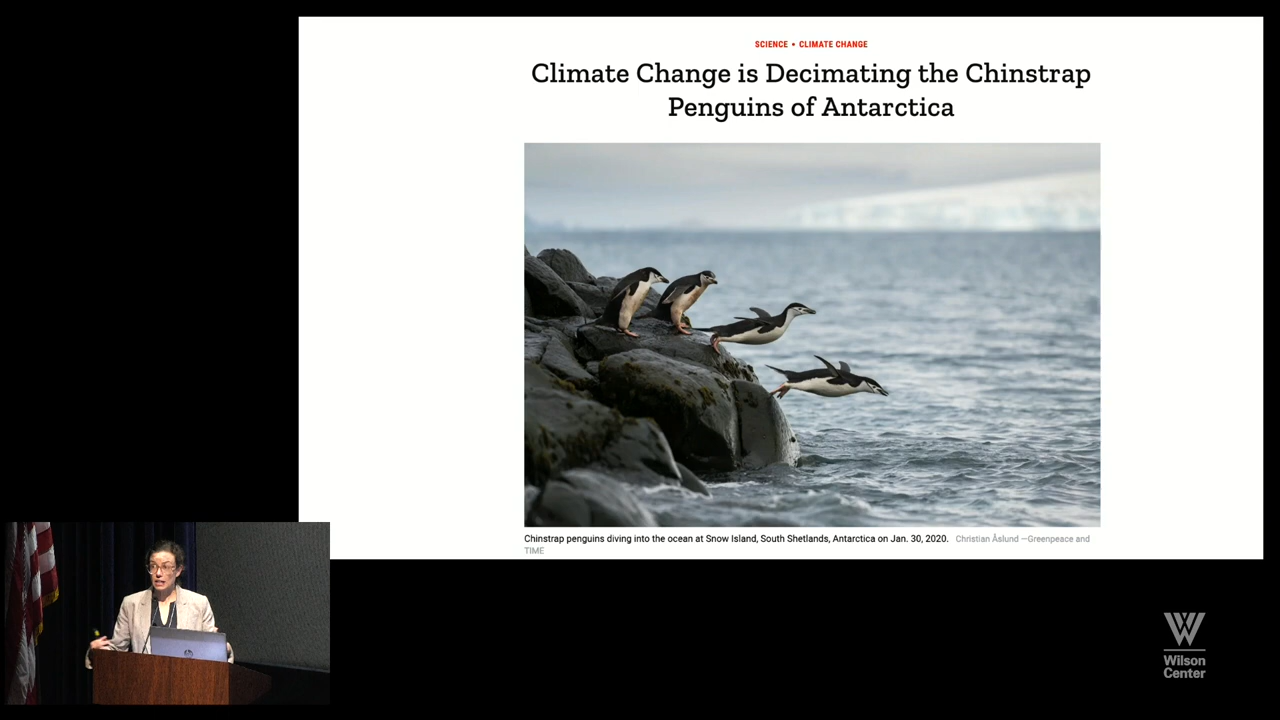 SCIENCE • CLIMATE CHANGE
Climate Change is Decimating the Chinstrap
Penguins of Antarctica
Chinstrap penguins diving into the ocean at Snow Island, South Shetlands, Antarctica on Jan. 30, 2020. Christian Åslund —Greenpeace and
TIME
Wilson
Center